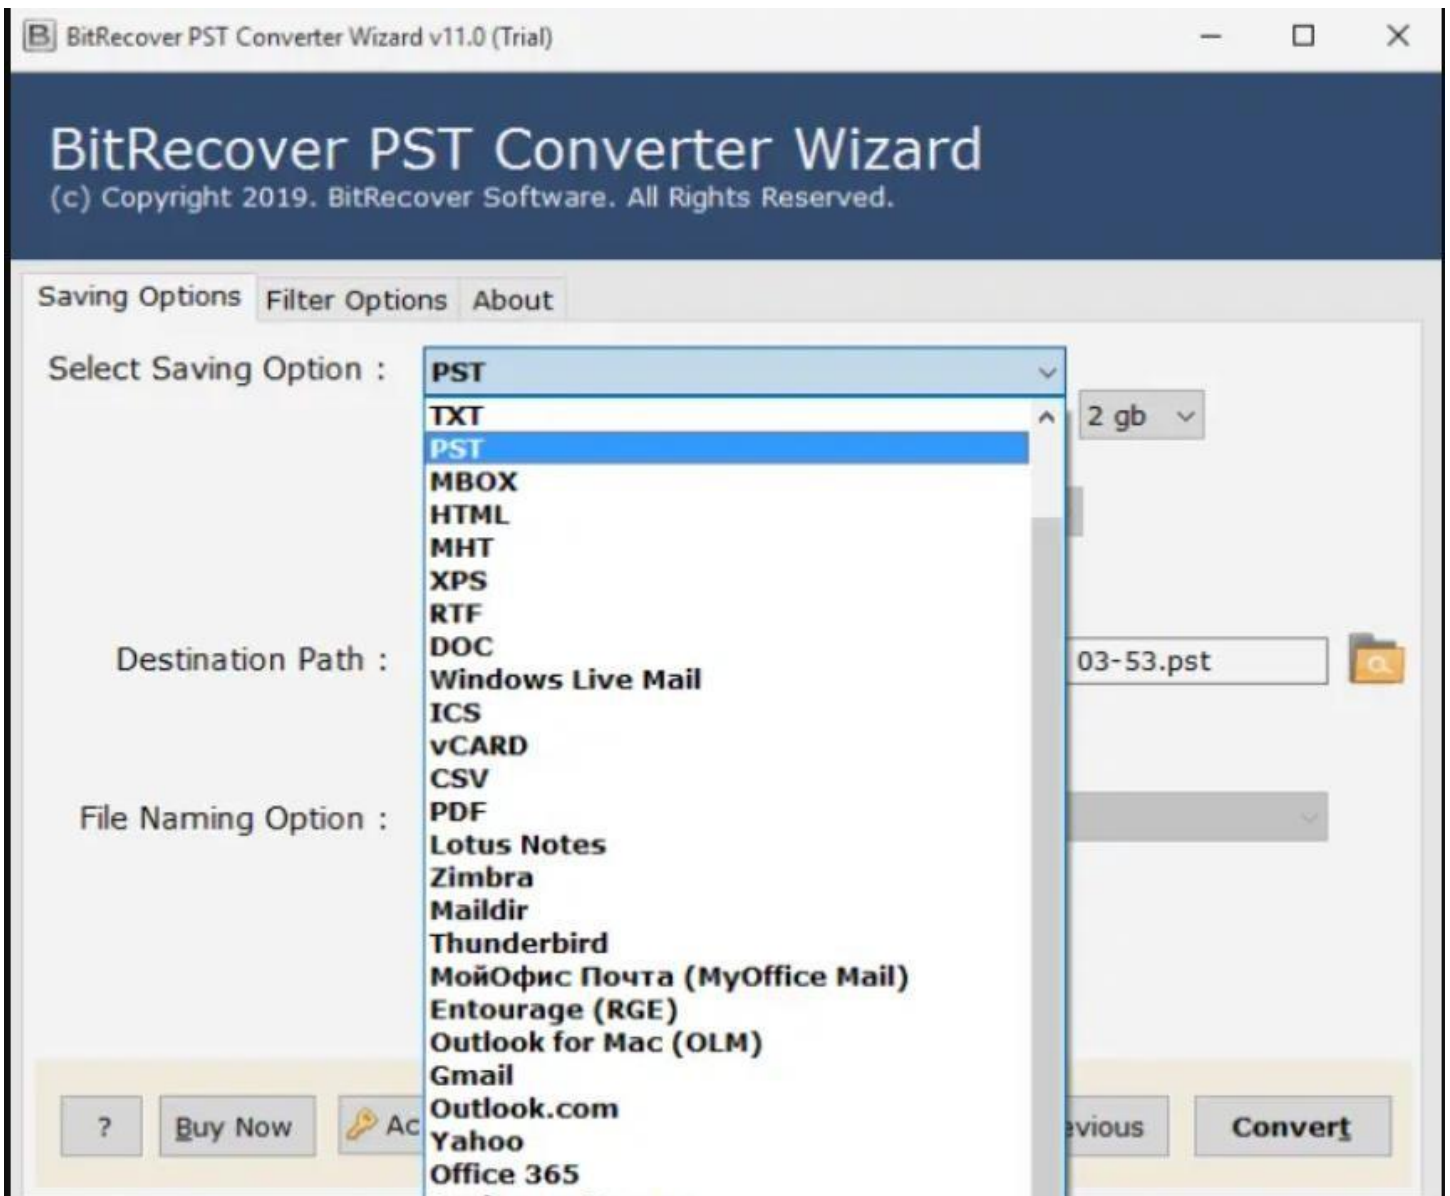 BitRecover PST Converter Wizard v11.0 (Trial)
BitRecover PST Converter Wizard
(c) Copyright 2019. BitRecover Software. All Rights Reserved.
Saving Options Filter Options About
Select Saving Option : PST
2 gb
TXT
PST
MBOX
HTML
MHT
XPS
RTF
DOC
Windows Live Mail
ICS
vCARD
CSV
PDF
Lotus Notes
Zimbra
Maildir
Thunderbird
МойОфис Почта (MyOffice Mail)
Entourage (RGE)
Outlook for Mac (OLM)
Gmail
Outlook.com
Yahoo
Office 365
Destination Path : 03-53.pst
File Naming Option :
? Buy Now Ac evious Convert